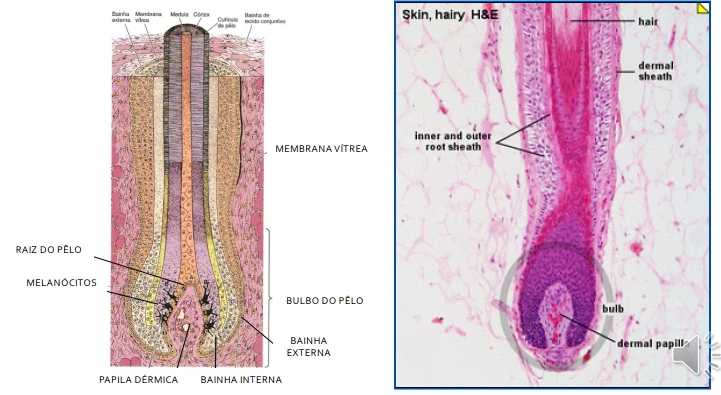 Bainha
externa
Membrana
vítrea
Medula
Córtex
Cutícula
do pêlo
Bainha de
tecido conjuntivo
MEMBRANA VÍTREA
RAIZ DO PÊLO
MELANÓCITOS
BULBO DO PÊLO
BAINHA
EXTERNA
PAPILA DÉRMICA
BAINHA INTERNA
Skin, hairy H&E
hair
dermal
sheath
inner and outer
root sheath
bulb
dermal papilla